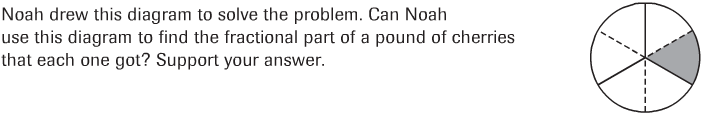 Noah drew this diagram to solve the problem. Can Noah
use this diagram to find the fractional part of a pound of cherries
that each one got? Support your answer.